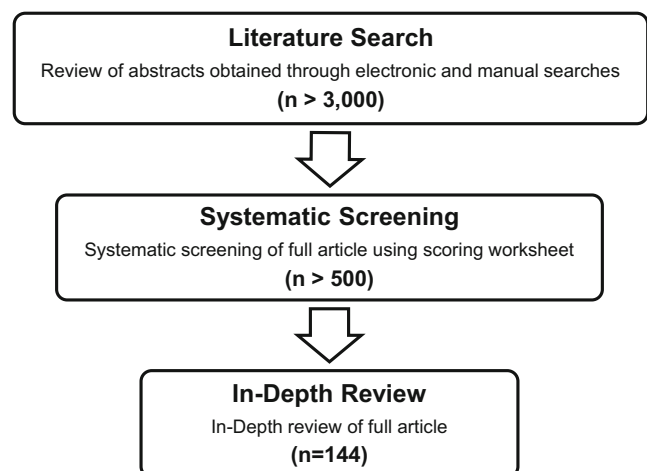 Literature Search
Review of abstracts obtained through electronic and manual searches
(n > 3,000)
Systematic Screening
Systematic screening of full article using scoring worksheet
(n > 500)
In-Depth Review
In-Depth review of full article
(n=144)